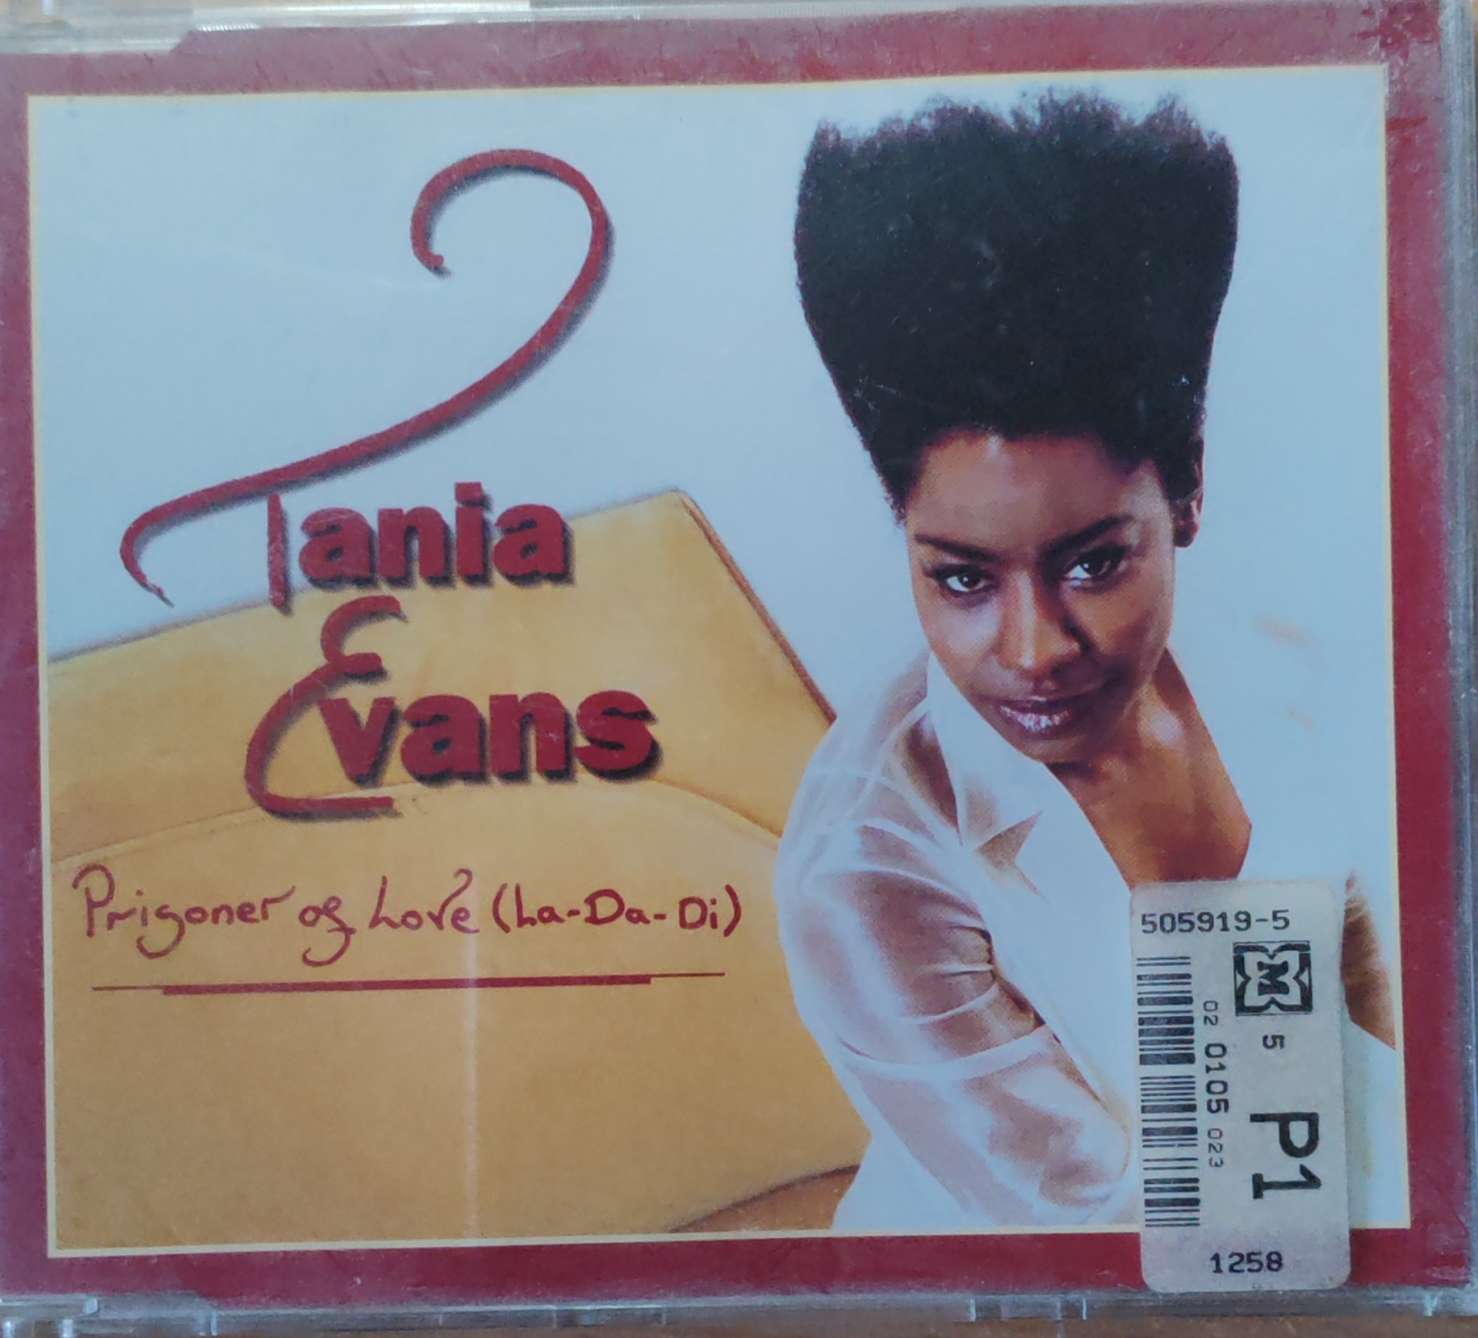 Tania
Evans
Prisoner of Love (La-Da-Di)
505919-5
M
5
02 0105 023
P1
1258